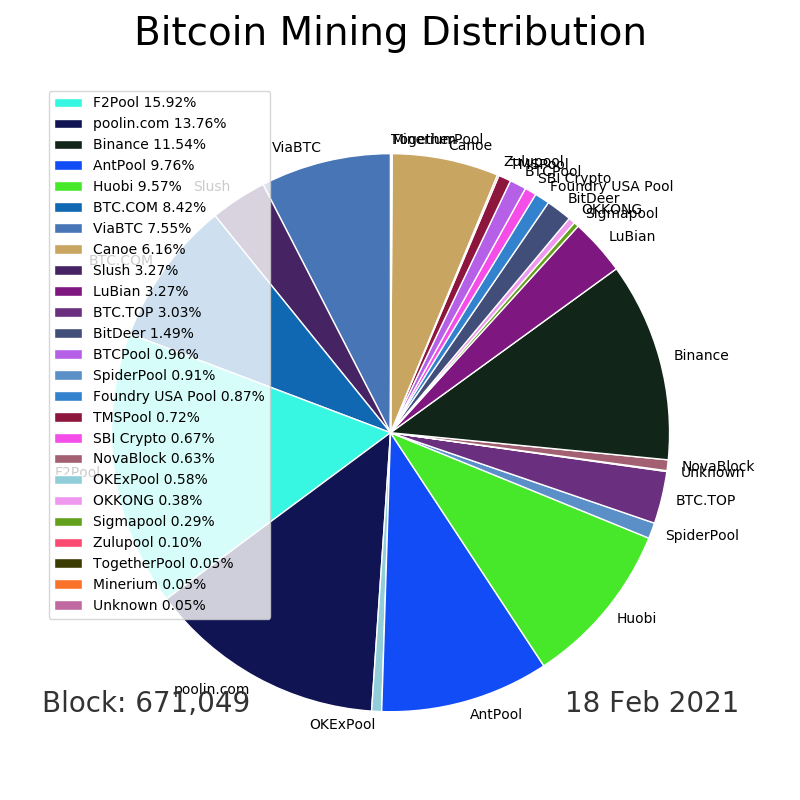 Bitcoin Mining Distribution
F2Pool 15.92%
poolin.com 13.76%
Binance 11.54%
AntPool 9.76%
Huobi 9.57%
BTC.COM 8.42%
ViaBTC 7.55%
Canoe 6.16%
Slush 3.27%
LuBian 3.27%
BTC.TOP 3.03%
BitDeer 1.49%
BTCPool 0.96%
SpiderPool 0.91%
Foundry USA Pool 0.87%
TMSPool 0.72%
SBI Crypto 0.67%
NovaBlock 0.63%
OKExPool 0.58%
OKKONG 0.38%
Sigmapool 0.29%
Zulupool 0.10%
TogetherPool 0.05%
Minerium 0.05%
Unknown 0.05%
TogetherPool
Minerium
Canoe
Zulupool
TMSPool
BTCPool
SBI Crypto
Foundry USA Pool
BitDeer
OKKONG
Sigmapool
LuBian
Binance
NovaBlock
Unknown
BTC.TOP
SpiderPool
Huobi
AntPool
OKExPool
poolin.com
F2Pool
BTC.COM
Slush
ViaBTC
Block: 671,049
18 Feb 2021